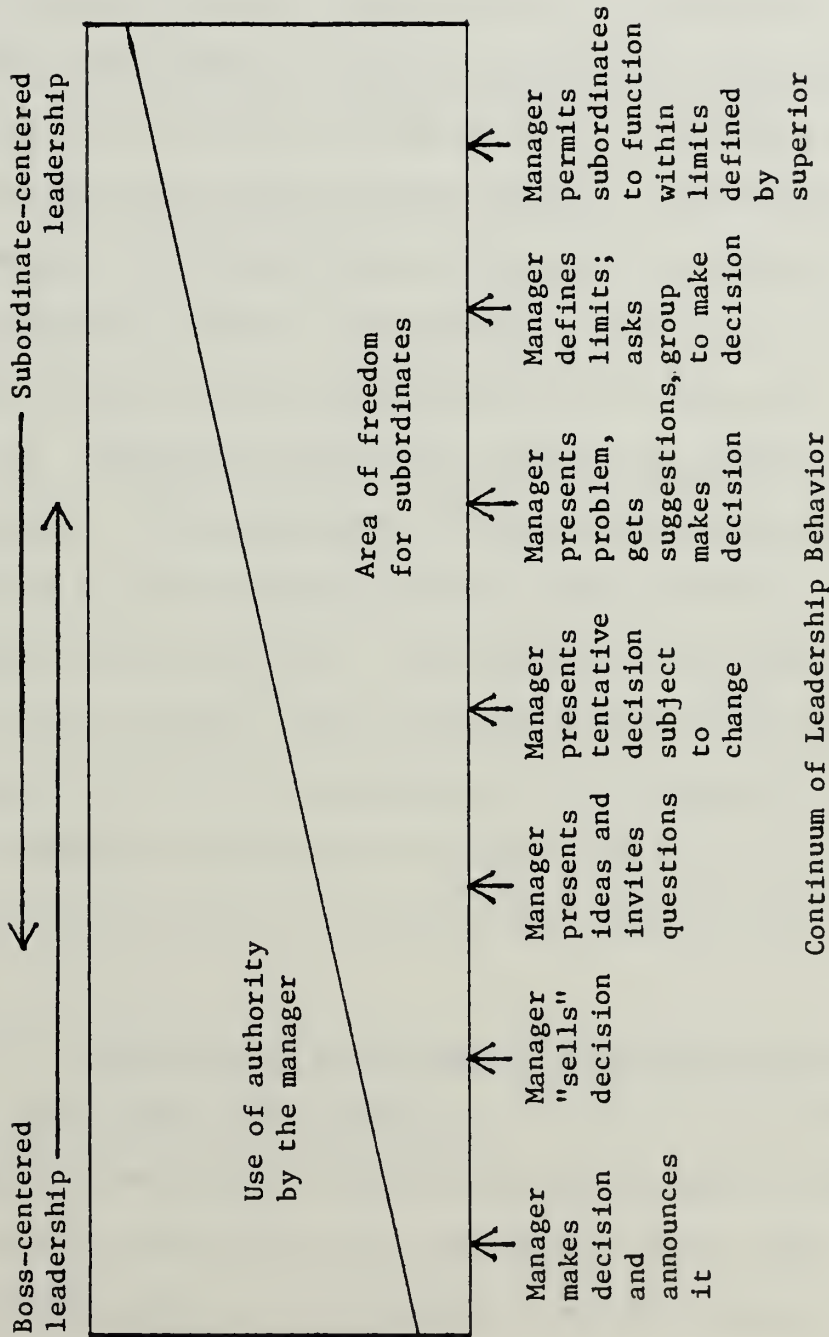 Boss-centered
leadership
Subordinate-centered
leadership
Use of authority
by the manager
Area of freedom
for subordinates
Manager
makes
decision
and
announces
it
Manager
"sells"
decision
Manager
presents
ideas and
invites
questions
Manager
presents
tentative
decision
subject
to
change
Manager
presents
problem,
gets
suggestions,
makes
decision
Manager
defines
limits;
asks
group
to make
decision
Manager
permits
subordinates
to function
within
limits
defined
by
superior
Continuum of Leadership Behavior